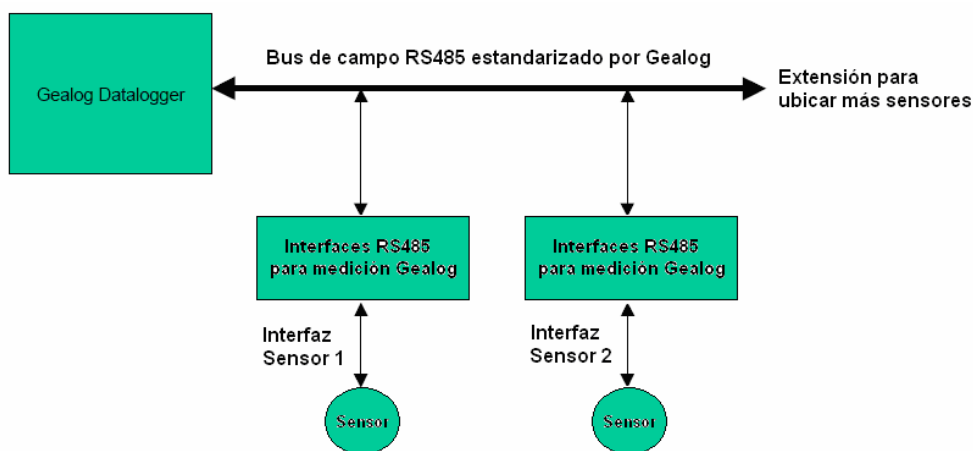 Bus de campo RS485 estandarizado por Gealog
Gealog Datalogger
Extensión para
ubicar más sensores
Interfaces RS485
para medición Gealog
Interfaces RS485
para medición Gealog
Interfaz
Sensor 1
Interfaz
Sensor 2
Sensor
Sensor